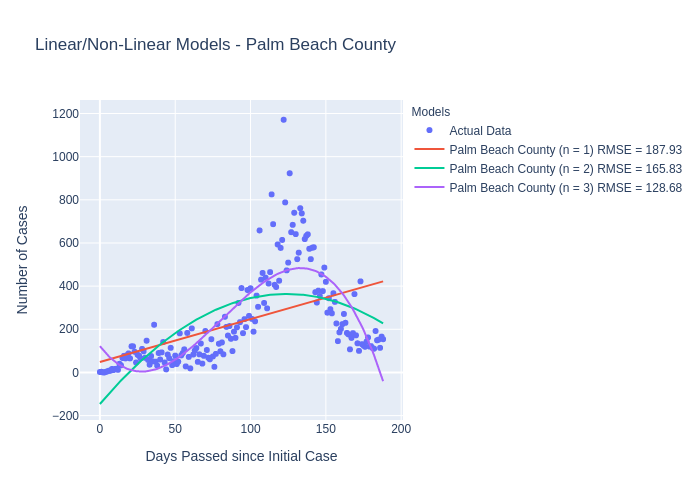 Linear/Non-Linear Models - Palm Beach County
Models
Actual Data
Palm Beach County (n = 1) RMSE = 187.93
Palm Beach County (n = 2) RMSE = 165.83
Palm Beach County (n = 3) RMSE = 128.68
Number of Cases
1200
1000
800
600
400
200
0
−200
0 50 100 150 200
Days Passed since Initial Case